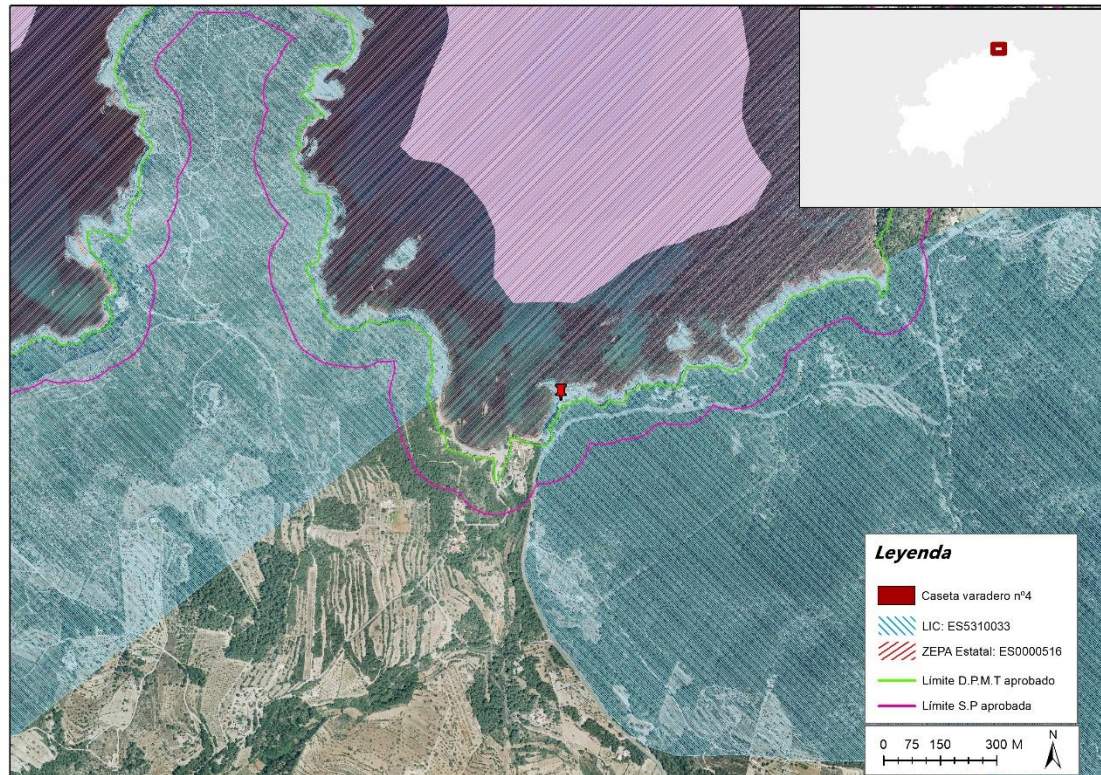 Leyenda
Caseta varadero nº4
LIC: ES5310033
ZEPA Estatal: ES0000516
Límite D.P.M.T aprobado
Límite S.P aprobada
0 75 150 300 M
N